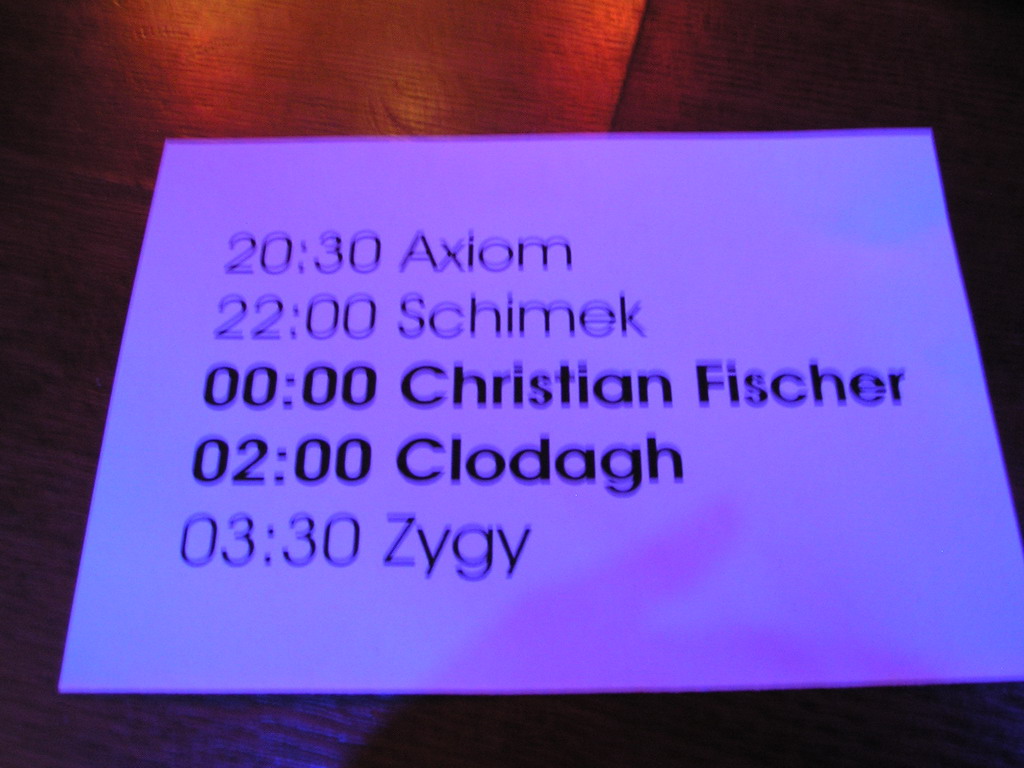 20:30 Axiom
22:00 Schimek
00:00 Christian Fischer
02:00 Clodagh
03:30 Zygy